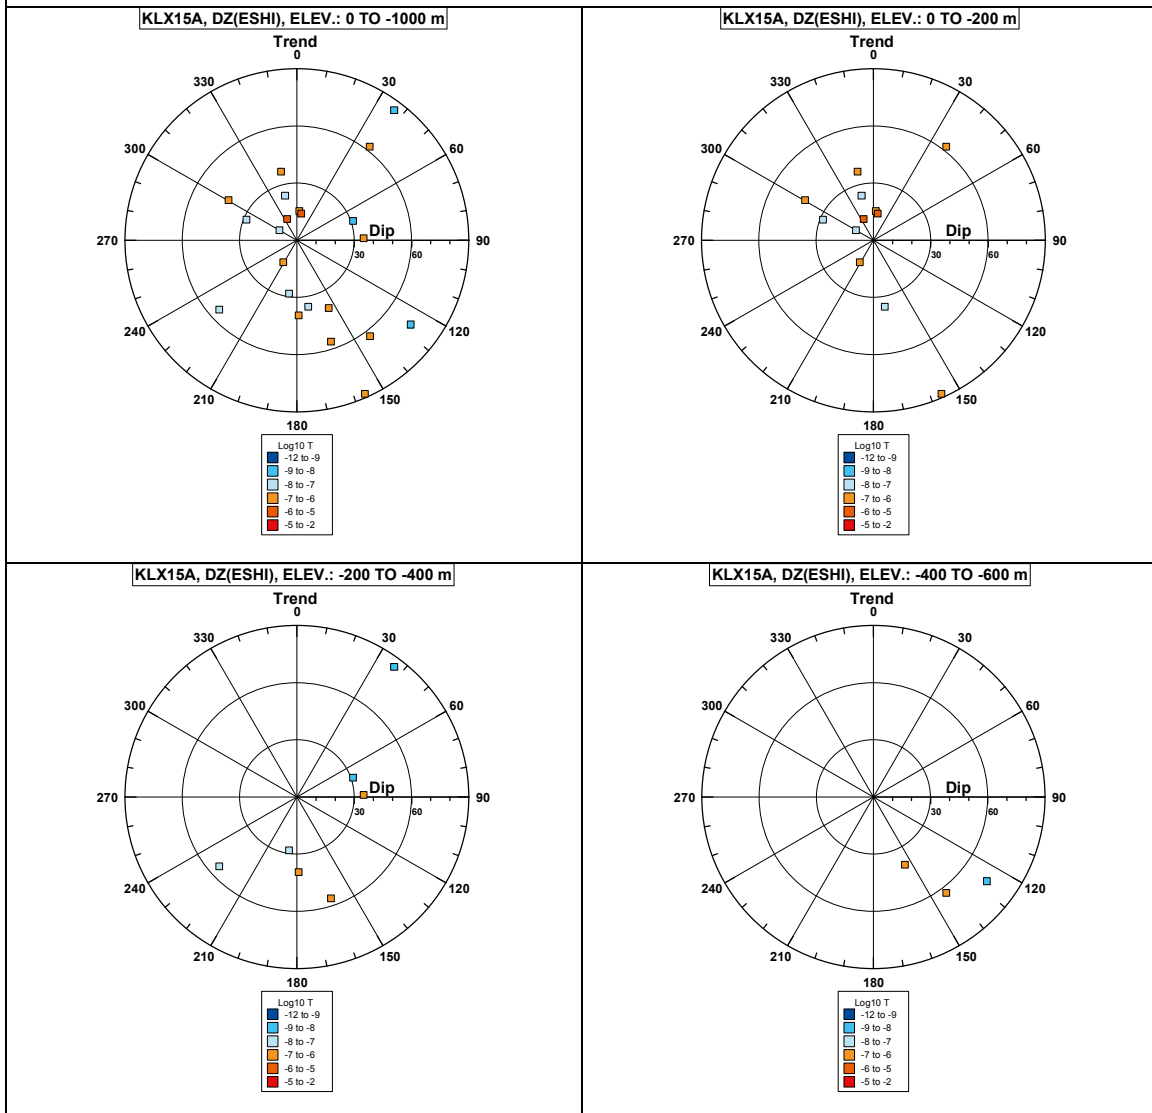 KLX15A, DZ(ESHI), ELEV.: 0 TO -1000 m
Trend
0
330 30
300 60
Dip
270 90
30 60
240 120
210 150
180
Log10 T
-12 to -9
-9 to -8
-8 to -7
-7 to -6
-6 to -5
-5 to -2
KLX15A, DZ(ESHI), ELEV.: 0 TO -200 m
Trend
0
330 30
300 60
Dip
270 90
30 60
240 120
210 150
180
Log10 T
-12 to -9
-9 to -8
-8 to -7
-7 to -6
-6 to -5
-5 to -2
KLX15A, DZ(ESHI), ELEV.: -200 TO -400 m
Trend
0
330 30
300 60
Dip
270 90
30 60
240 120
210 150
180
Log10 T
-12 to -9
-9 to -8
-8 to -7
-7 to -6
-6 to -5
-5 to -2
KLX15A, DZ(ESHI), ELEV.: -400 TO -600 m
Trend
0
330 30
300 60
Dip
270 90
30 60
240 120
210 150
180
Log10 T
-12 to -9
-9 to -8
-8 to -7
-7 to -6
-6 to -5
-5 to -2